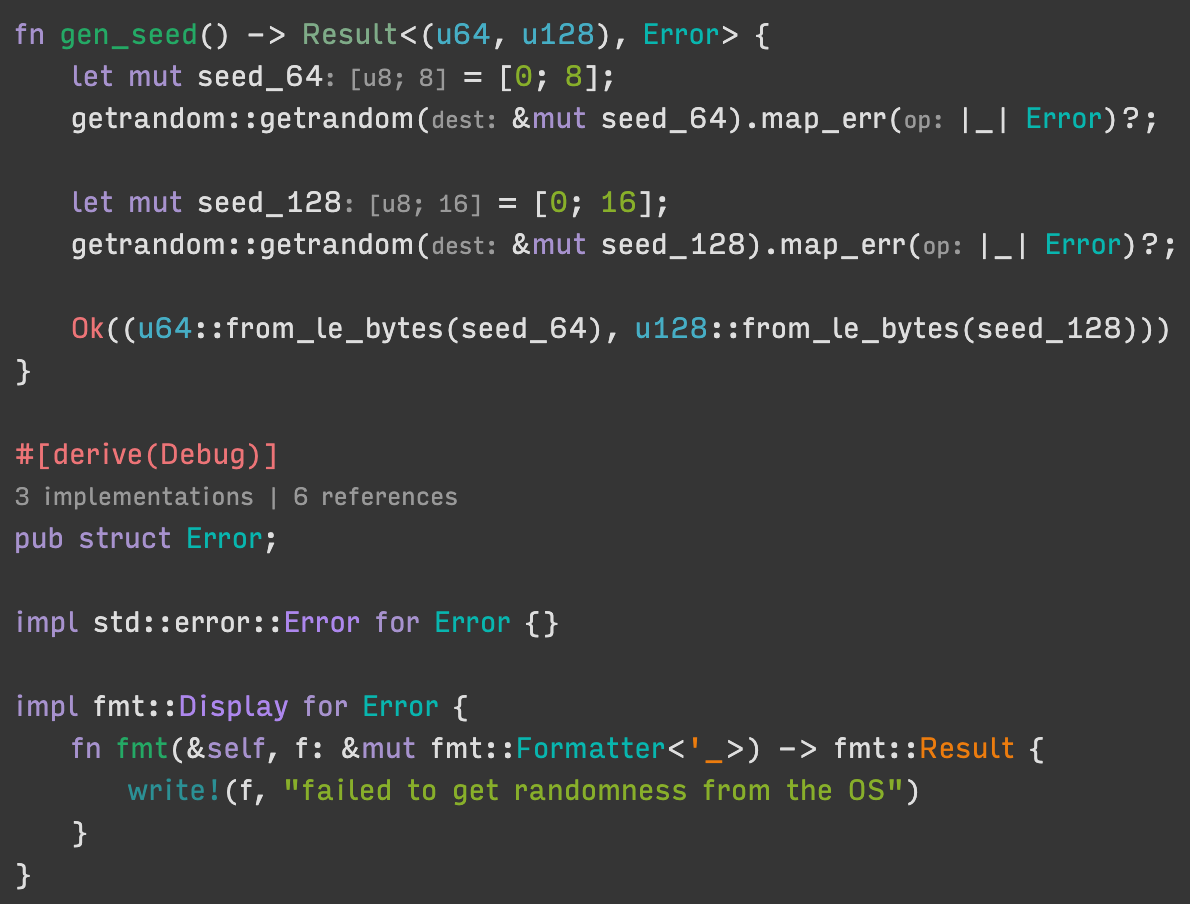 fn gen_seed() -> Result<(u64, u128), Error> {
    let mut seed_64: [u8; 8] = [0; 8];
    getrandom::getrandom(dest: &mut seed_64).map_err(op: |_| Error)?;

    let mut seed_128: [u8; 16] = [0; 16];
    getrandom::getrandom(dest: &mut seed_128).map_err(op: |_| Error)?;

    Ok((u64::from_le_bytes(seed_64), u128::from_le_bytes(seed_128)))
}

#[derive(Debug)]
3 implementations | 6 references
pub struct Error;

impl std::error::Error for Error {}

impl fmt::Display for Error {
    fn fmt(&self, f: &mut fmt::Formatter<'_>) -> fmt::Result {
        write!(f, "failed to get randomness from the OS")
    }
}